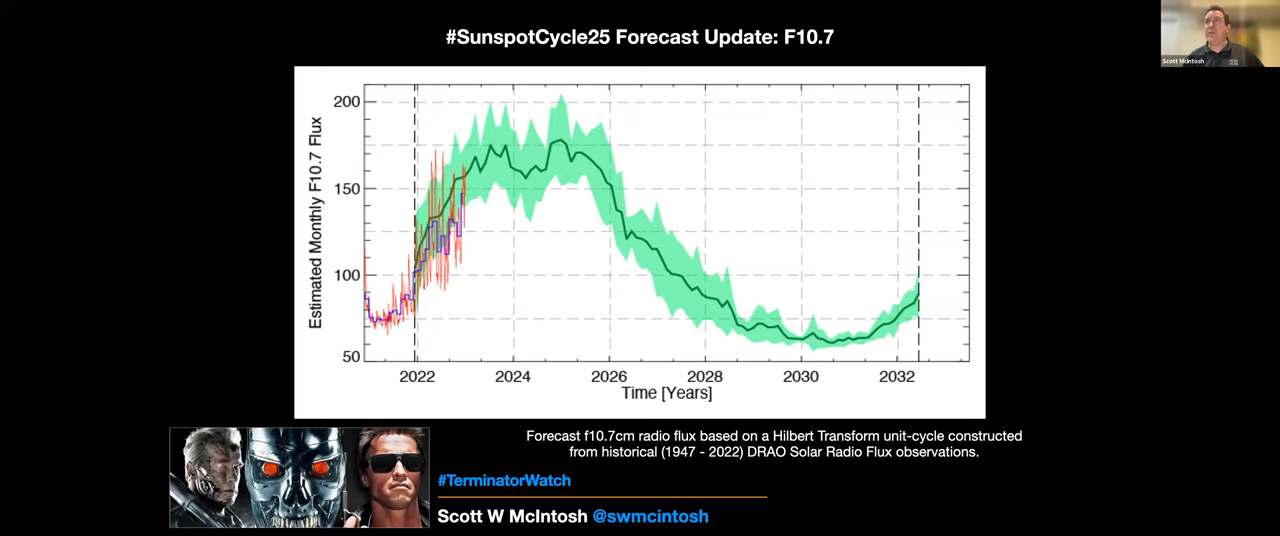 #SunspotCycle25 Forecast Update: F10.7
Scott McIntosh
Estimated Monthly F10.7 Flux
200
150
100
50
2022 2024 2026 2028 2030 2032
Time [Years]
Forecast f10.7cm radio flux based on a Hilbert Transform unit-cycle constructed
from historical (1947 - 2022) DRAO Solar Radio Flux observations.
#TerminatorWatch
Scott W McIntosh @swmcintosh